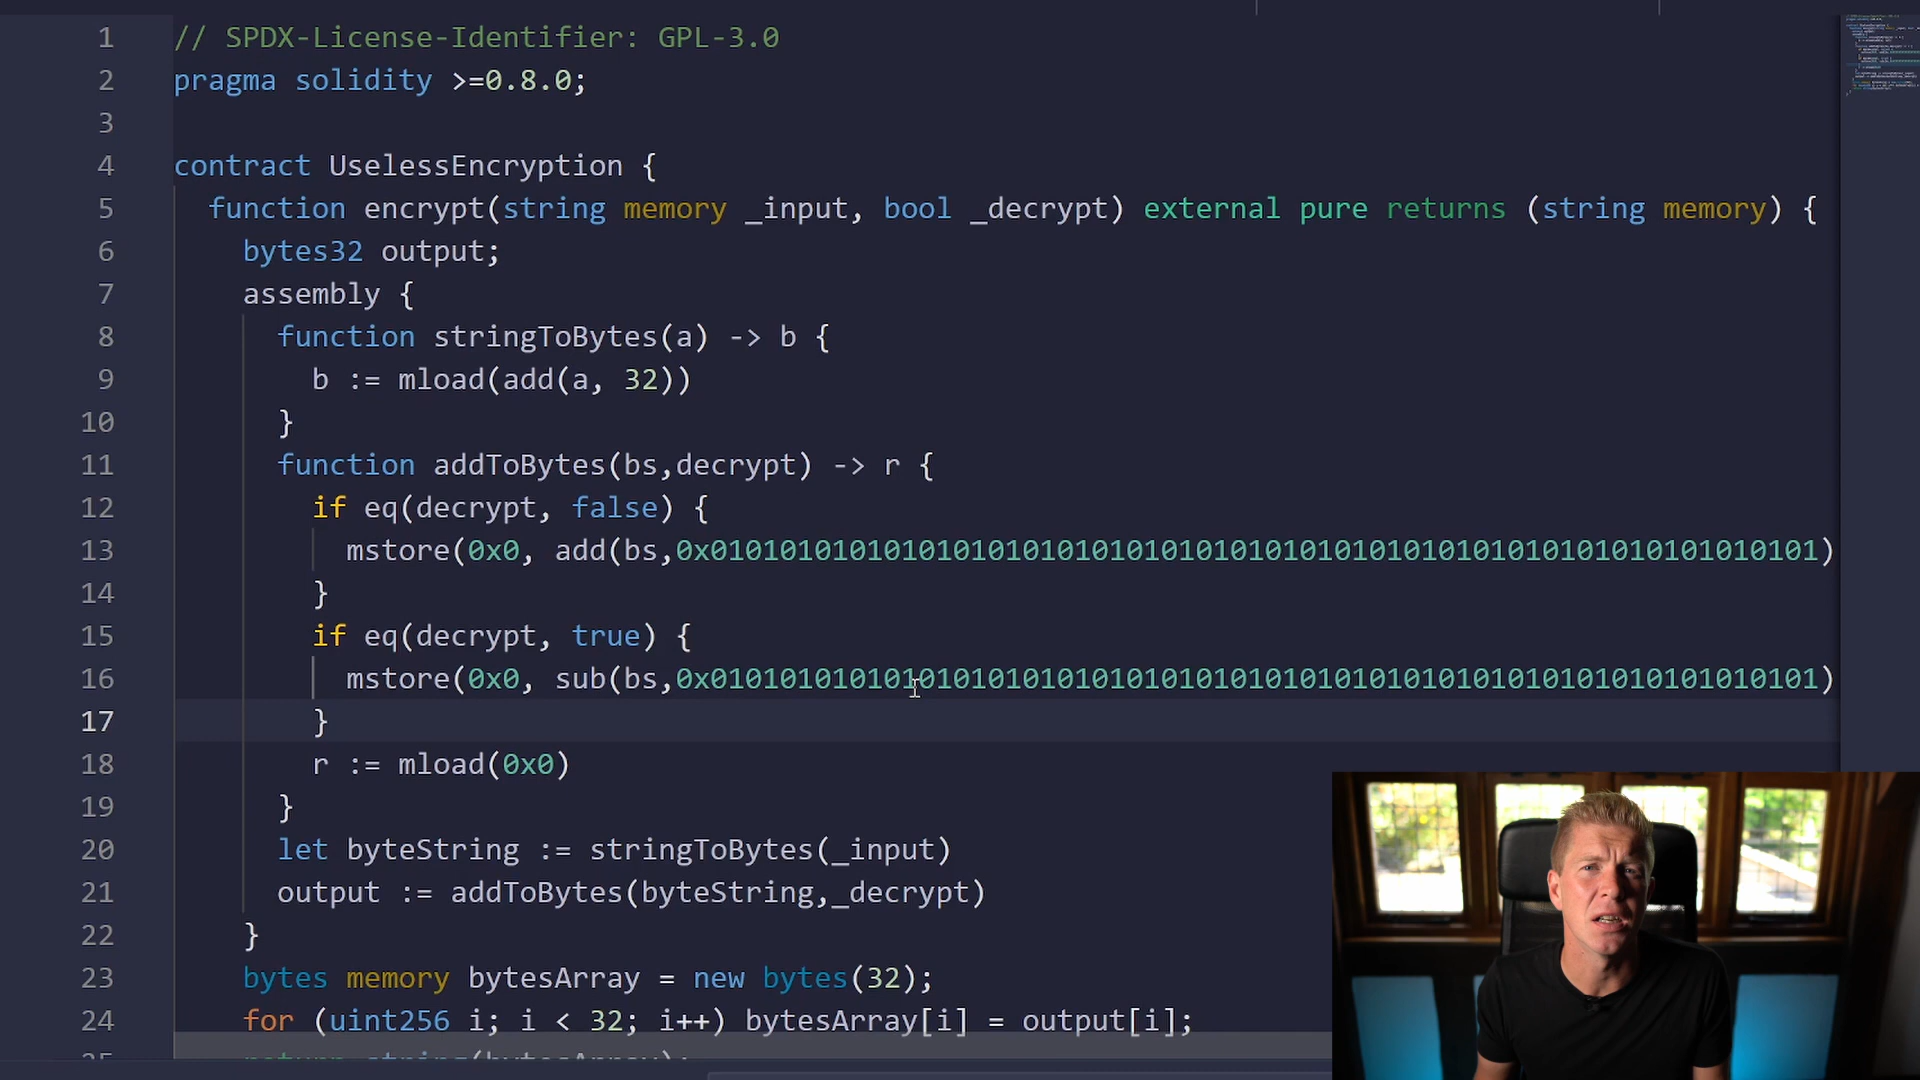 1 // SPDX-License-Identifier: GPL-3.0
2 pragma solidity >=0.8.0;
3
4 contract UselessEncryption {
5 function encrypt(string memory _input, bool _decrypt) external pure returns (string memory) {
6 bytes32 output;
7 assembly {
8 function stringToBytes(a) -> b {
9 b := mload(add(a, 32))
10 }
11 function addToBytes(bs,decrypt) -> r {
12 if eq(decrypt, false) {
13 mstore(0x0, add(bs,0x0101010101010101010101010101010101010101010101010101010101010101)
14 }
15 if eq(decrypt, true) {
16 mstore(0x0, sub(bs,0x0101010101010101010101010101010101010101010101010101010101010101)
17 }
18 r := mload(0x0)
19 }
20 let byteString := stringToBytes(_input)
21 output := addToBytes(byteString,_decrypt)
22 }
23 bytes memory bytesArray = new bytes(32);
24 for (uint256 i; i < 32; i++) bytesArray[i] = output[i];
25 return string(bytesArray);